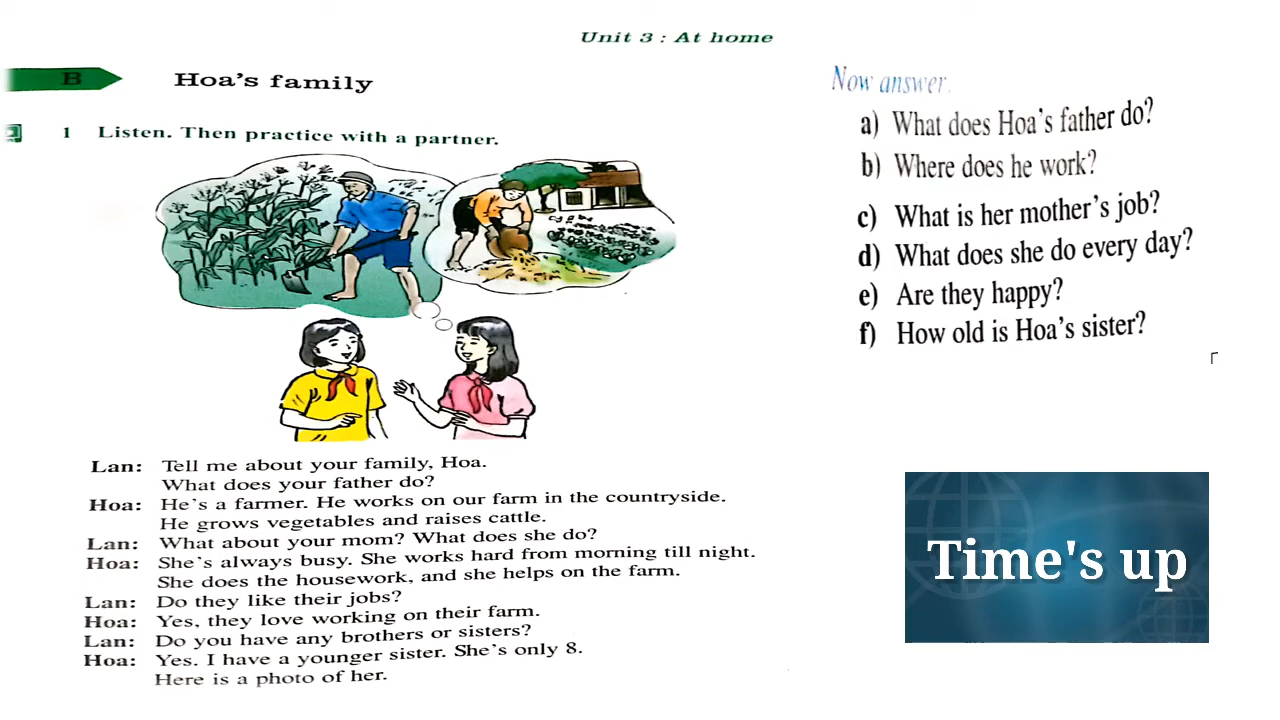 Unit 3 : At home
B Hoa's family
1 Listen. Then practice with a partner.
Lan: Tell me about your family, Hoa.
What does your father do?
Hoa: He's a farmer. He works on our farm in the countryside.
He grows vegetables and raises cattle.
Lan: What about your mom? What does she do?
Hoa: She's always busy. She works hard from morning till night.
She does the housework, and she helps on the farm.
Lan: Do they like their jobs?
Hoa: Yes, they love working on their farm.
Lan: Do you have any brothers or sisters?
Hoa: Yes. I have a younger sister. She's only 8.
Here is a photo of her.
Now answer.
a) What does Hoa's father do?
b) Where does he work?
c) What is her mother's job?
d) What does she do every day?
e) Are they happy?
f) How old is Hoa's sister?
Time's up